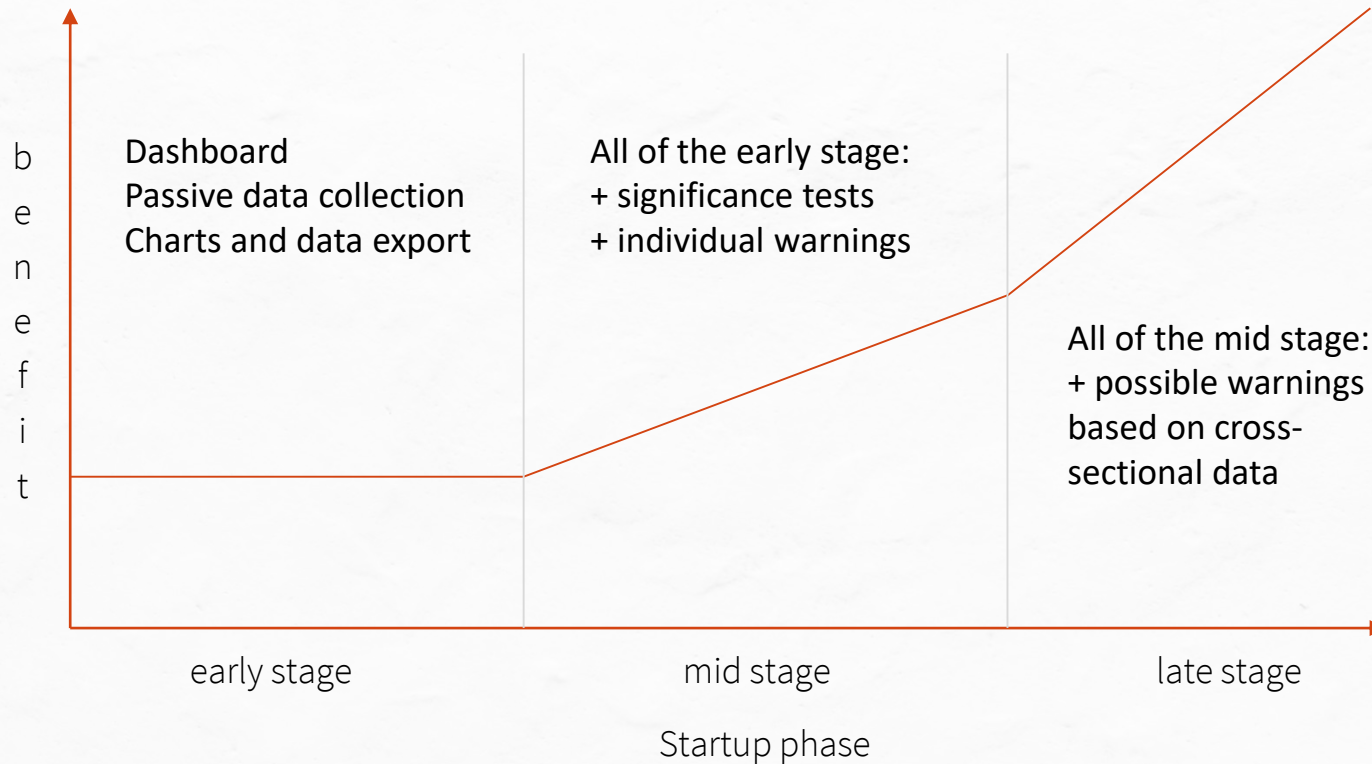 benefit
Dashboard
Passive data collection
Charts and data export
All of the early stage:
+ significance tests
+ individual warnings
All of the mid stage:
+ possible warnings
based on cross-
sectional data
early stage
mid stage
late stage
Startup phase